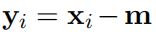 yᵢ = xᵢ − m